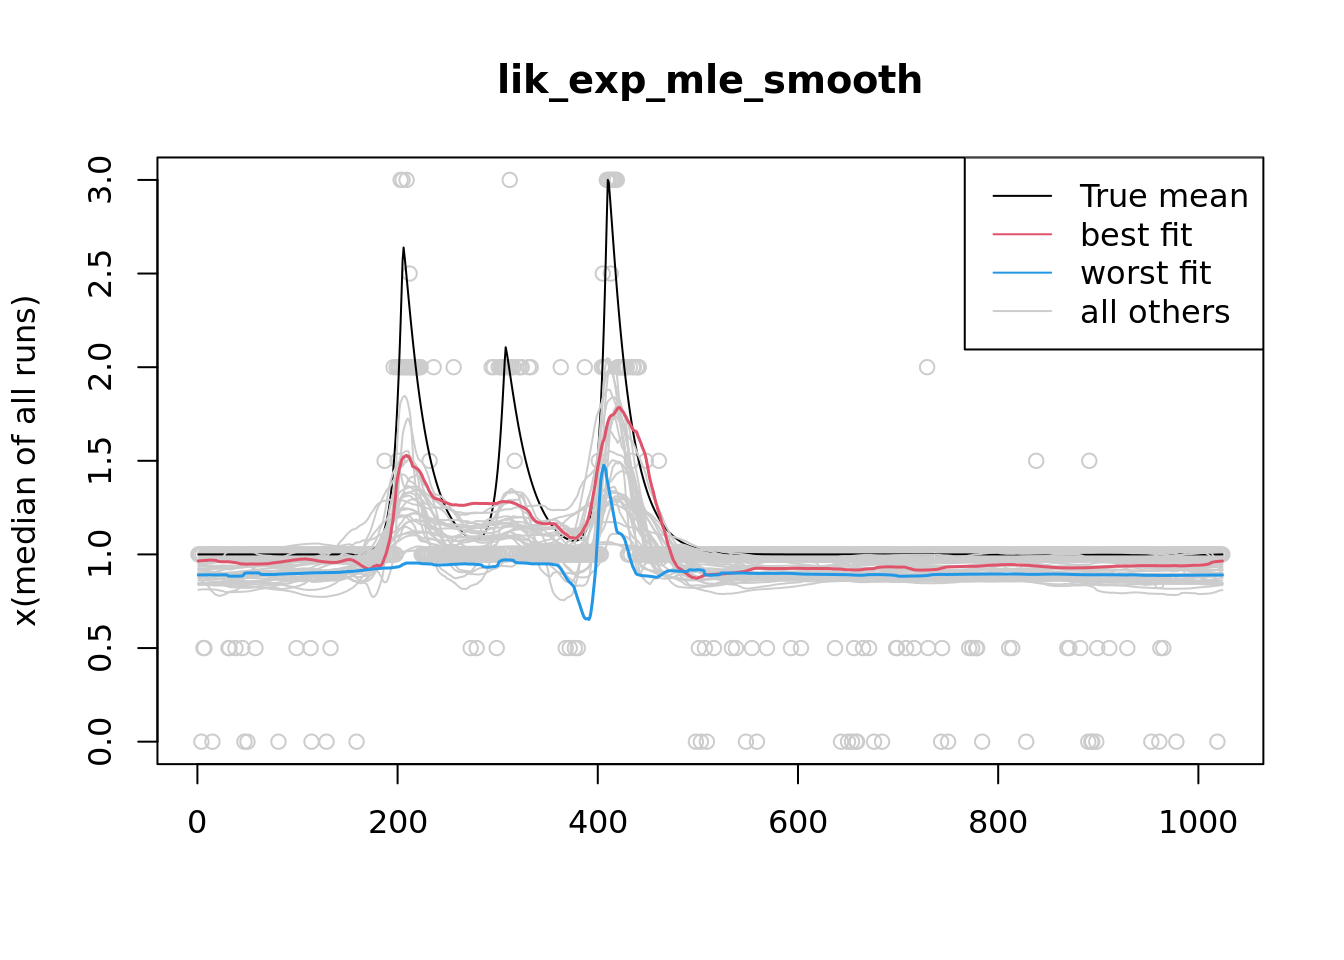 lik_exp_mle_smooth
x(median of all runs)
3.0
2.5
2.0
1.5
1.0
0.5
0.0
True mean
best fit
worst fit
all others
0 200 400 600 800 1000